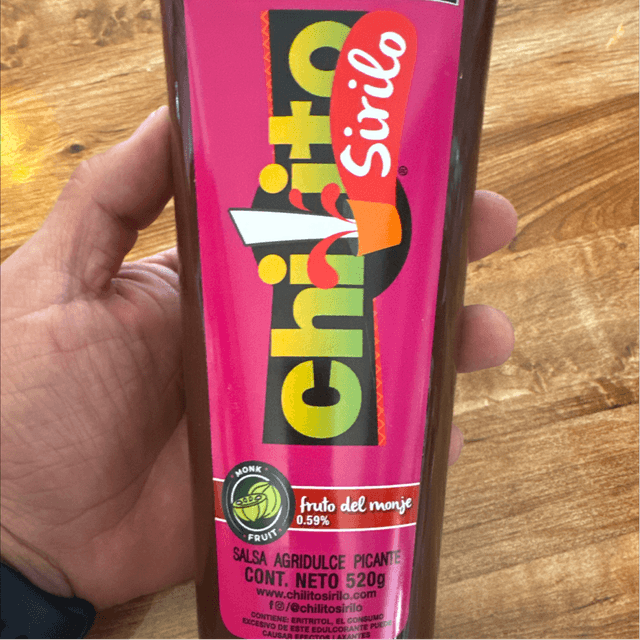 chilito
Sirilo
®
MONK
FRUIT
fruto del monje
0.59%
SALSA AGRIDULCE PICANTE
CONT. NETO 520g
www.chilitosirilo.com
f @/@chilitosirilo
CONTIENE: ERITRITOL, EL CONSUMO
EXCESIVO DE ESTE EDULCORANTE PUEDE
CAUSAR EFECTOS LAXANTES